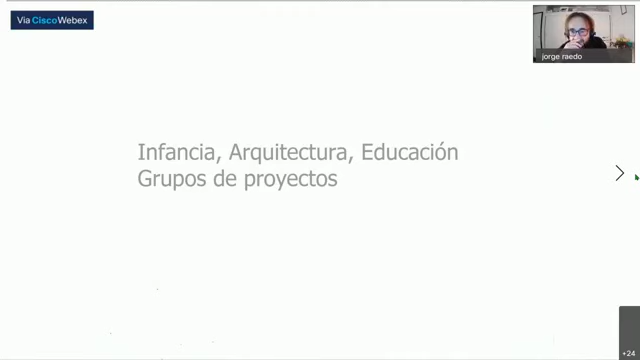 Via CiscoWebex
jorge raedo
Infancia, Arquitectura, Educación
Grupos de proyectos
+24